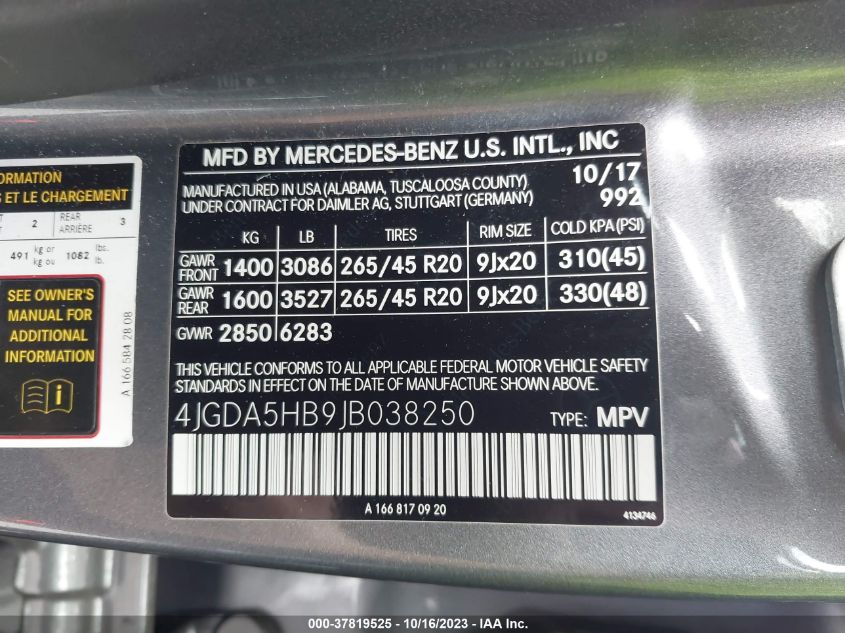 ORMATION
S ET LE CHARGEMENT
2 REAR ARRIÈRE 3
491 kg or kg ou 1082 lbs. lb.
SEE OWNER'S
MANUAL FOR
ADDITIONAL
INFORMATION
A 166 584 28 08
MFD BY MERCEDES-BENZ U.S. INTL., INC
MANUFACTURED IN USA (ALABAMA, TUSCALOOSA COUNTY) 10/17
UNDER CONTRACT FOR DAIMLER AG, STUTTGART (GERMANY) 992
KG LB TIRES RIM SIZE COLD KPA (PSI)
GAWR FRONT 1400 3086 265/45 R20 9Jx20 310(45)
GAWR REAR 1600 3527 265/45 R20 9Jx20 330(48)
GVWR 2850 6283
THIS VEHICLE CONFORMS TO ALL APPLICABLE FEDERAL MOTOR VEHICLE SAFETY
STANDARDS IN EFFECT ON THE DATE OF MANUFACTURE SHOWN ABOVE.
4JGDA5HB9JB038250 TYPE: MPV
A 166 817 09 20
4134746
000-37819525 - 10/16/2023 - Copyright © 2023 IAA, Inc.